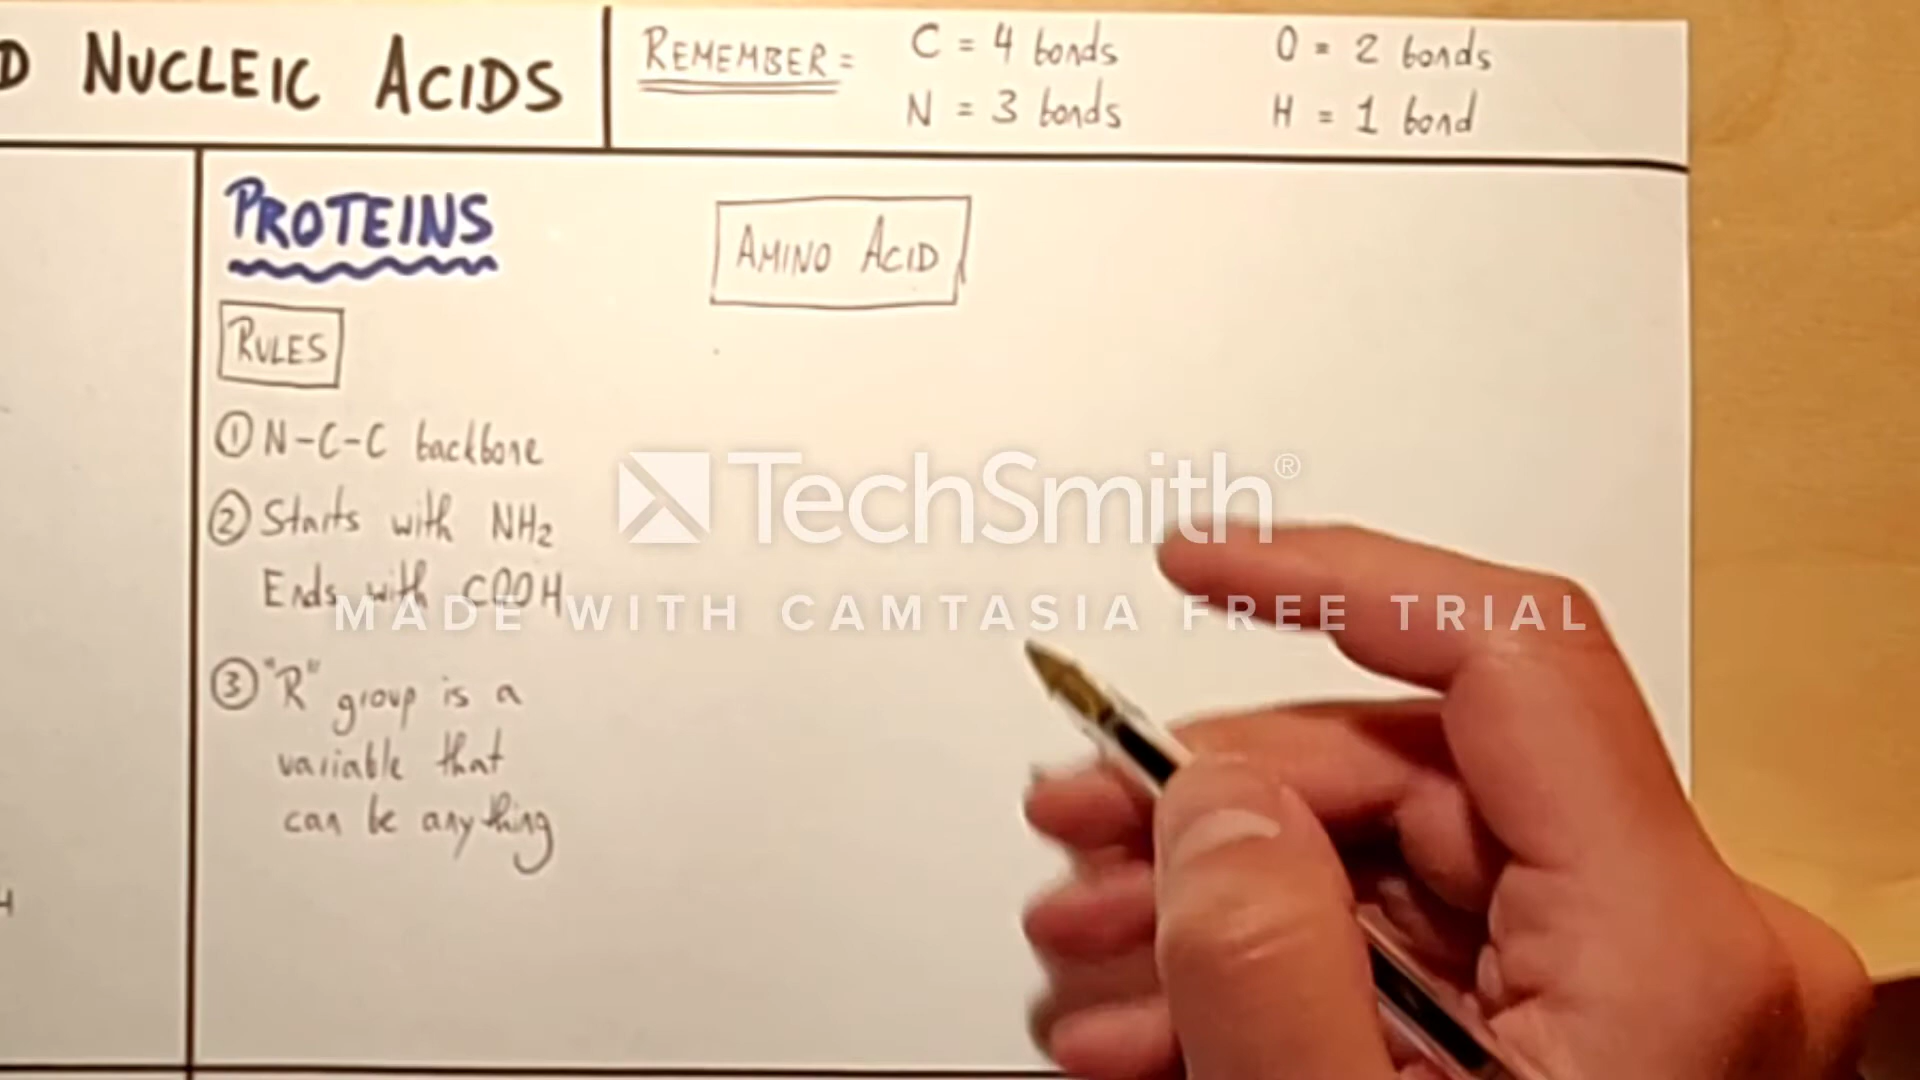 D NUCLEIC ACIDS
REMEMBER = C = 4 bonds O = 2 bonds
N = 3 bonds H = 1 bond
PROTEINS
AMINO ACID
RULES
① N-C-C backbone
② Starts with NH2
Ends with COOH
③ "R" group is a
variable that
can be anything
H
TechSmith®
MADE WITH CAMTASIA FREE TRIAL